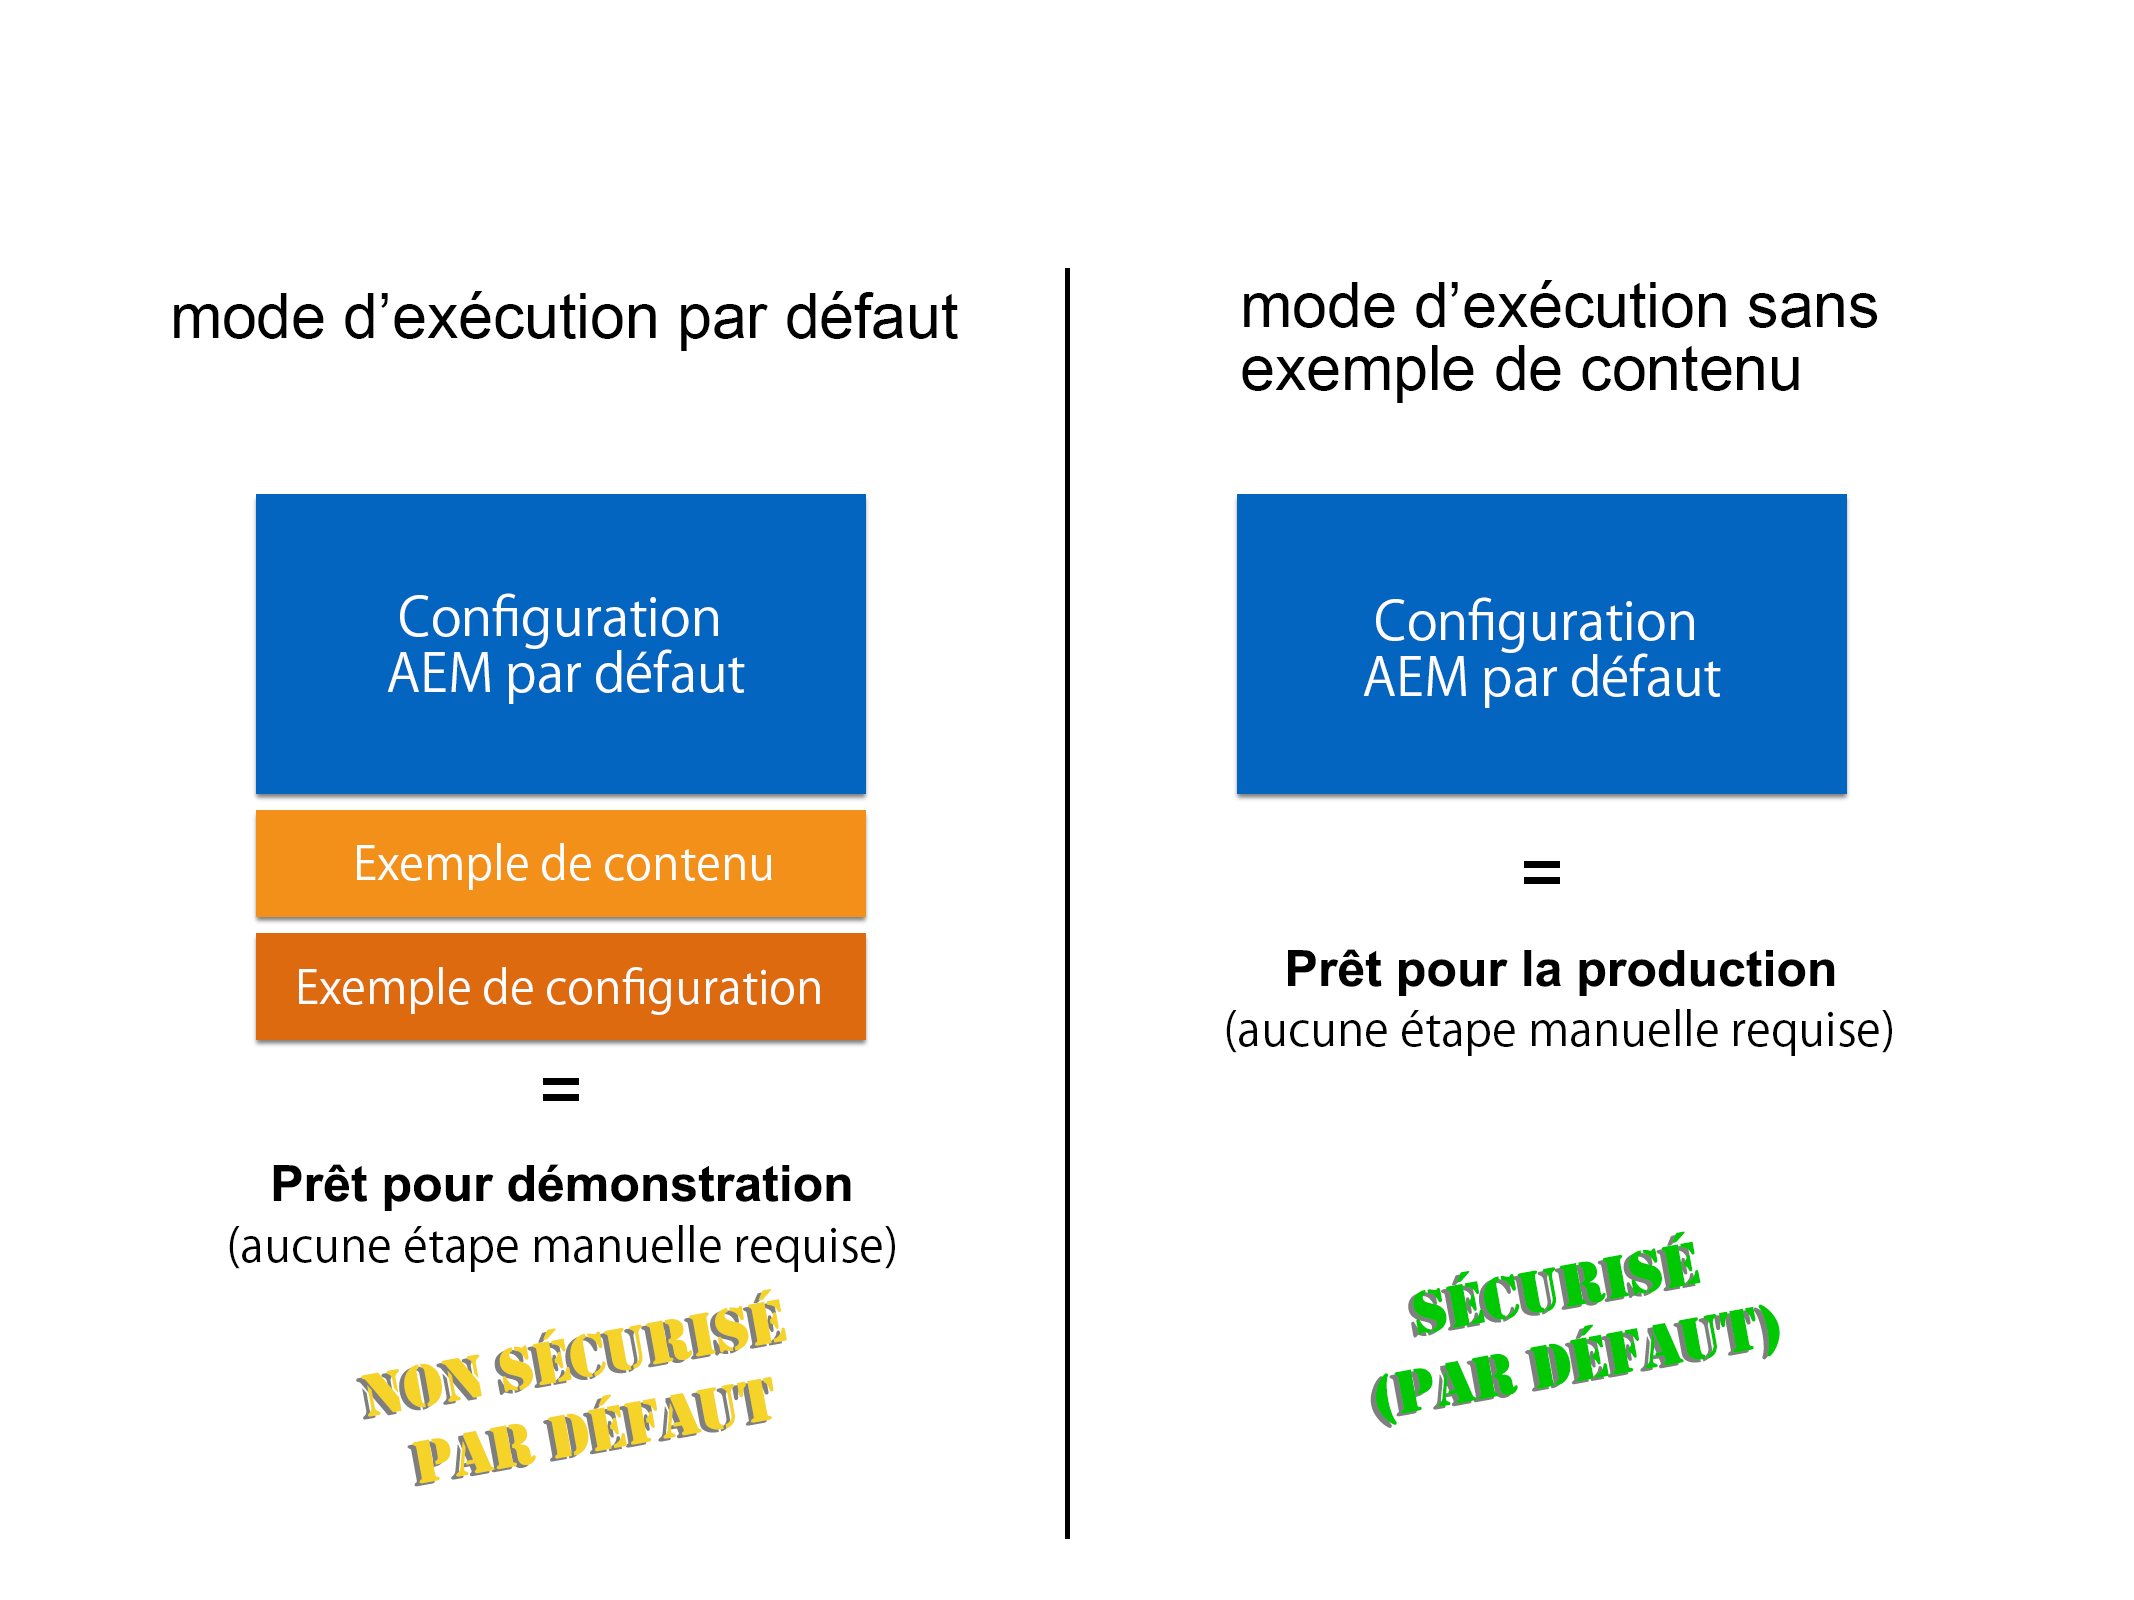 mode d’exécution par défaut
Configuration
AEM par défaut
Exemple de contenu
Exemple de configuration
=
Prêt pour démonstration
(aucune étape manuelle requise)
NON SÉCURISÉ
PAR DÉFAUT
mode d’exécution sans
exemple de contenu
Configuration
AEM par défaut
=
Prêt pour la production
(aucune étape manuelle requise)
SÉCURISÉ
(PAR DÉFAUT)